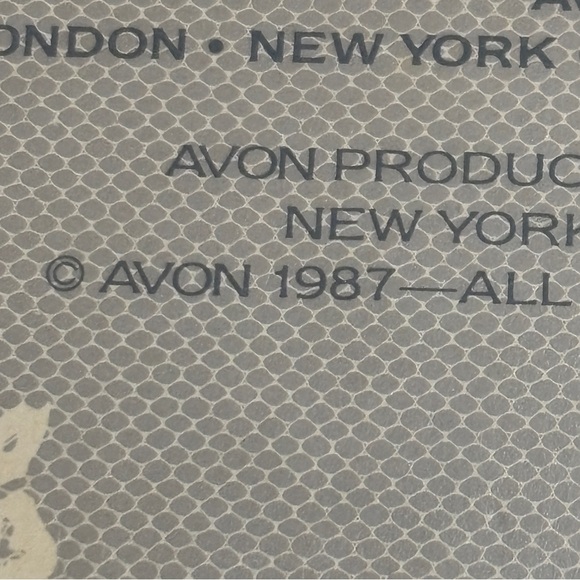 ONDON • NEW YORK
AVON PRODUC
NEW YORK
© AVON 1987—ALL